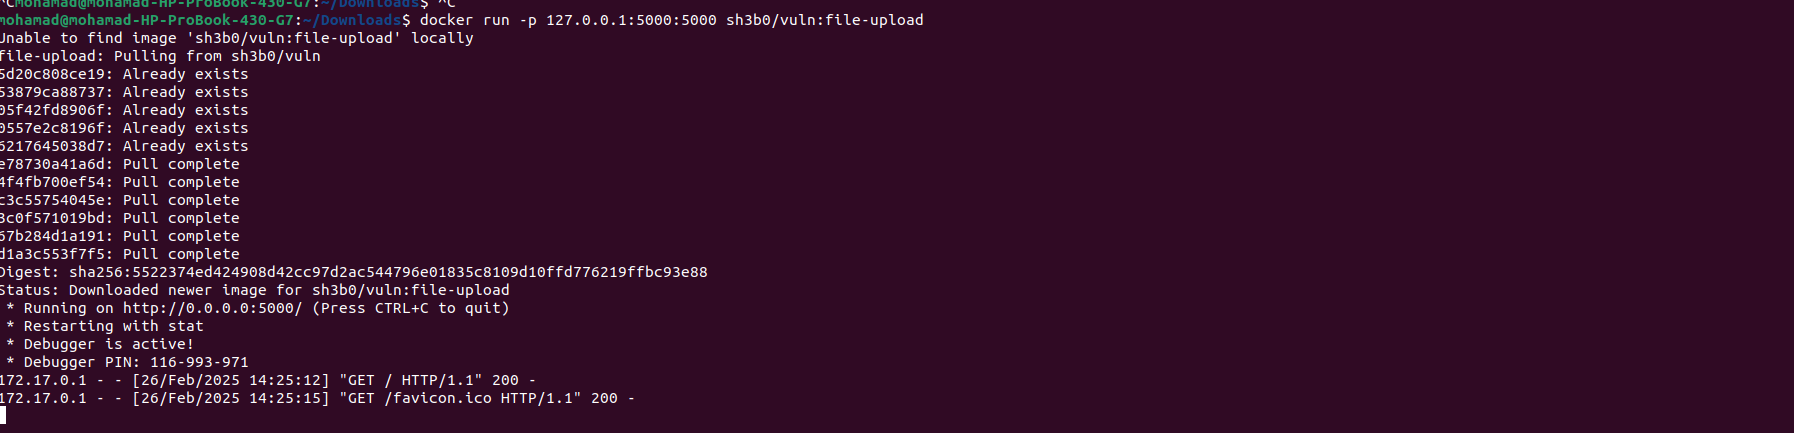 ^Cmohamad@mohamad-HP-ProBook-430-G7:~/Downloads$ ^C
mohamad@mohamad-HP-ProBook-430-G7:~/Downloads$ docker run -p 127.0.0.1:5000:5000 sh3b0/vuln:file-upload
Unable to find image 'sh3b0/vuln:file-upload' locally
file-upload: Pulling from sh3b0/vuln
5d20c808ce19: Already exists
53879ca88737: Already exists
05f42fd8906f: Already exists
0557e2c8196f: Already exists
6217645038d7: Already exists
e78730a41a6d: Pull complete
4f4fb700ef54: Pull complete
c3c55754045e: Pull complete
3c0f571019bd: Pull complete
67b284d1a191: Pull complete
d1a3c553f7f5: Pull complete
Digest: sha256:5522374ed424908d42cc97d2ac544796e01835c8109d10ffd776219ffbc93e88
Status: Downloaded newer image for sh3b0/vuln:file-upload
 * Running on http://0.0.0.0:5000/ (Press CTRL+C to quit)
 * Restarting with stat
 * Debugger is active!
 * Debugger PIN: 116-993-971
172.17.0.1 - - [26/Feb/2025 14:25:12] "GET / HTTP/1.1" 200 -
172.17.0.1 - - [26/Feb/2025 14:25:15] "GET /favicon.ico HTTP/1.1" 200 -